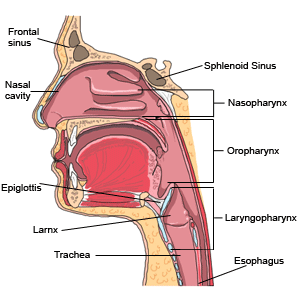 Frontal
sinus
Sphlenoid Sinus
Nasal
cavity
Nasopharynx
Oropharynx
Epiglottis
Laryngopharynx
Larnx
Trachea
Esophagus